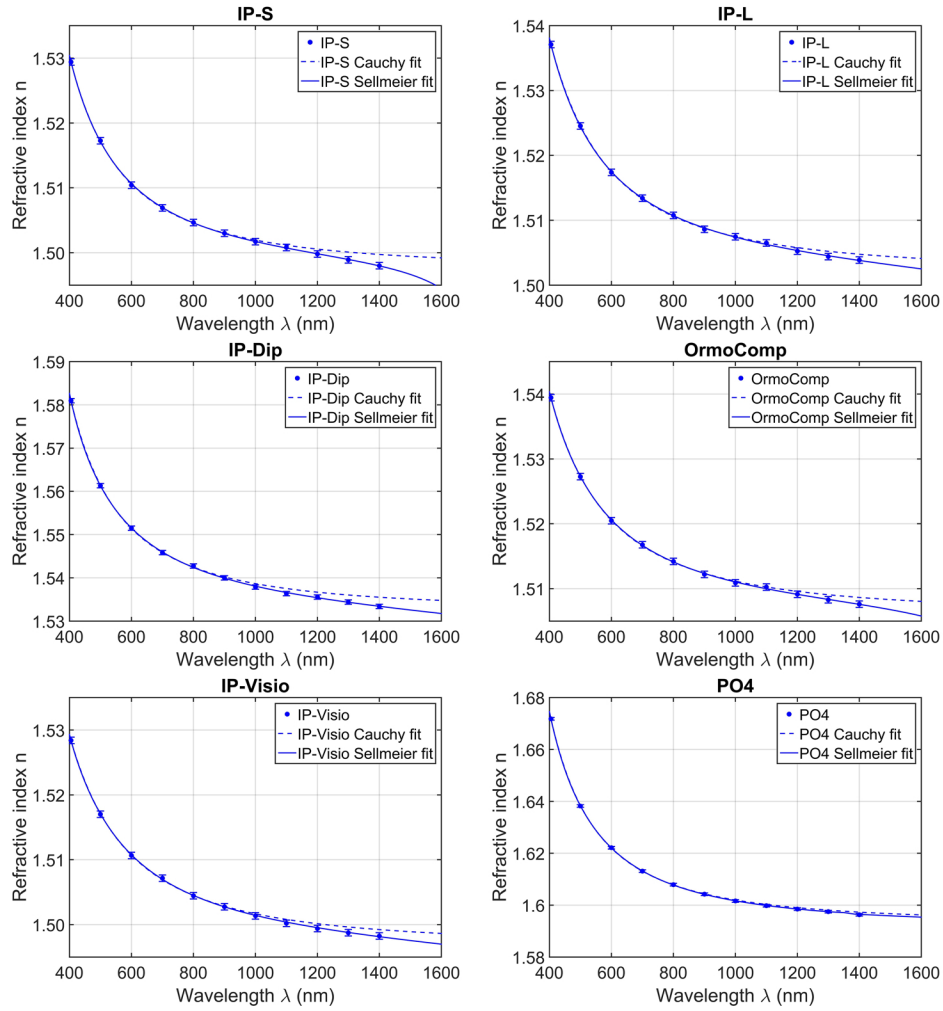 IP-S
IP-S
IP-S Cauchy fit
IP-S Sellmeier fit
1.53
1.52
1.51
1.50
Refractive index n
400 600 800 1000 1200 1400 1600
Wavelength λ (nm)
IP-L
IP-L
IP-L Cauchy fit
IP-L Sellmeier fit
1.54
1.53
1.52
1.51
1.50
Refractive index n
400 600 800 1000 1200 1400 1600
Wavelength λ (nm)
IP-Dip
IP-Dip
IP-Dip Cauchy fit
IP-Dip Sellmeier fit
1.59
1.58
1.57
1.56
1.55
1.54
1.53
Refractive index n
400 600 800 1000 1200 1400 1600
Wavelength λ (nm)
OrmoComp
OrmoComp
OrmoComp Cauchy fit
OrmoComp Sellmeier fit
1.54
1.53
1.52
1.51
Refractive index n
400 600 800 1000 1200 1400 1600
Wavelength λ (nm)
IP-Visio
IP-Visio
IP-Visio Cauchy fit
IP-Visio Sellmeier fit
1.53
1.52
1.51
1.50
Refractive index n
400 600 800 1000 1200 1400 1600
Wavelength λ (nm)
PO4
PO4
PO4 Cauchy fit
PO4 Sellmeier fit
1.68
1.66
1.64
1.62
1.6
1.58
Refractive index n
400 600 800 1000 1200 1400 1600
Wavelength λ (nm)